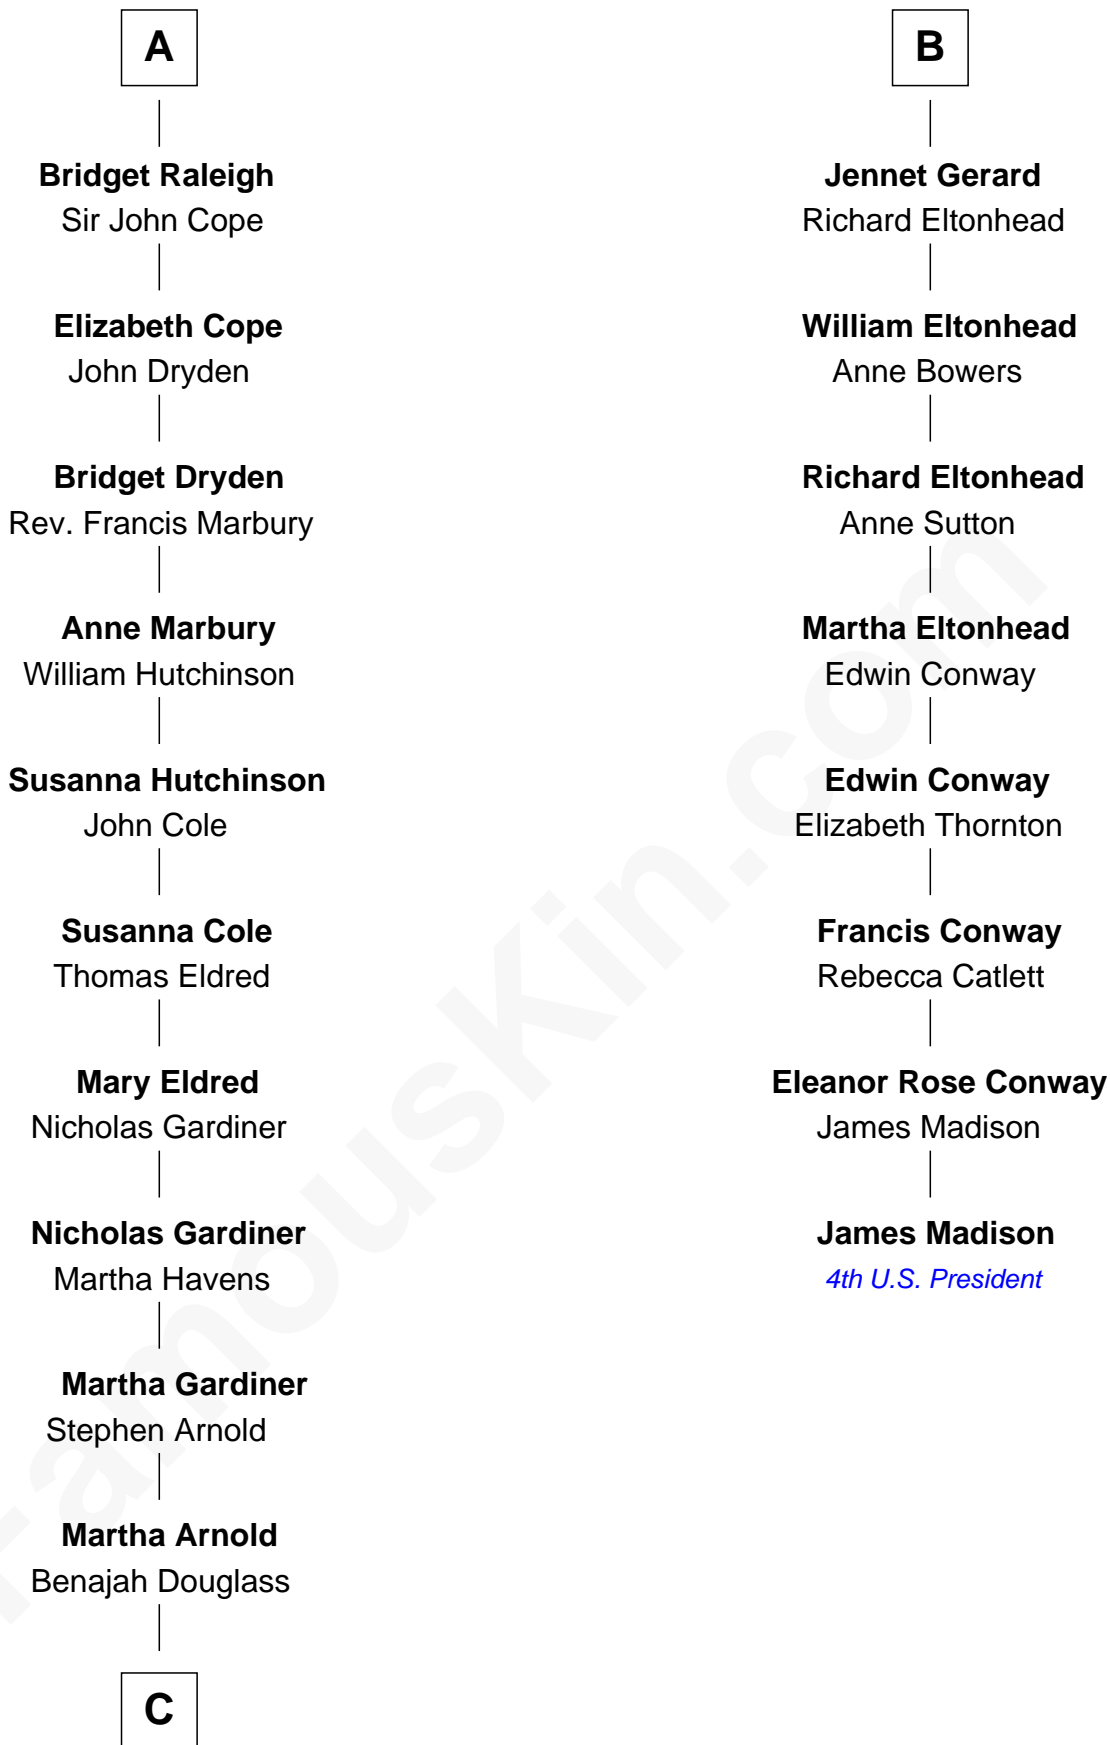 A
Bridget Raleigh
Sir John Cope
Elizabeth Cope
John Dryden
Bridget Dryden
Rev. Francis Marbury
Anne Marbury
William Hutchinson
Susanna Hutchinson
John Cole
Susanna Cole
Thomas Eldred
Mary Eldred
Nicholas Gardiner
Nicholas Gardiner
Martha Havens
Martha Gardiner
Stephen Arnold
Martha Arnold
Benajah Douglass
C
B
Jennet Gerard
Richard Eltonhead
William Eltonhead
Anne Bowers
Richard Eltonhead
Anne Sutton
Martha Eltonhead
Edwin Conway
Edwin Conway
Elizabeth Thornton
Francis Conway
Rebecca Catlett
Eleanor Rose Conway
James Madison
James Madison
4th U.S. President
FamousKin.com